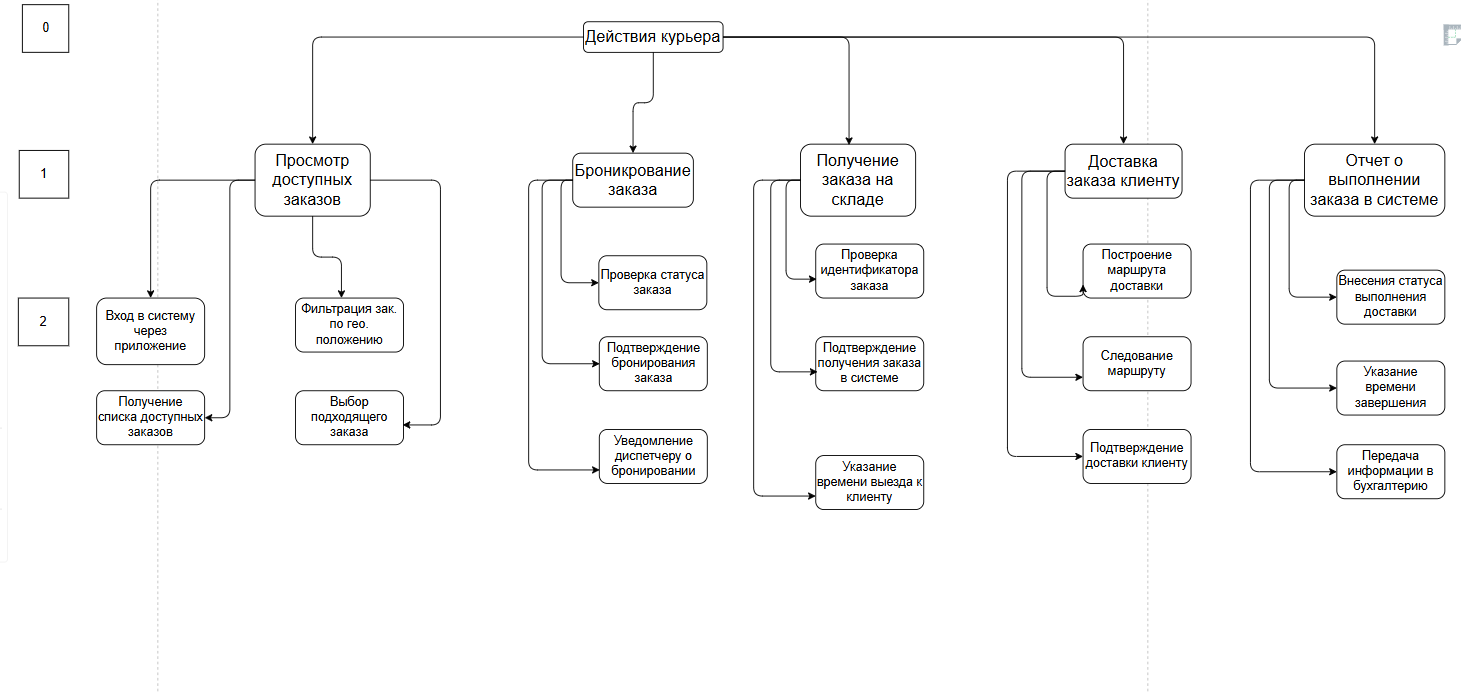 0
Действия курьера
1
Просмотр
доступных
заказов
Броникрование
заказа
Получение
заказа на
складе
Доставка
заказа клиенту
Отчет о
выполнении
заказа в системе
2
Вход в систему
через
приложение
Получение
списка доступных
заказов
Фильтрация зак.
по гео.
положению
Выбор
подходящего
заказа
Проверка статуса
заказа
Подтверждение
бронирования
заказа
Уведомление
диспетчеру о
бронировании
Проверка
идентификатора
заказа
Подтверждение
получения заказа
в системе
Указание
времени выезда к
клиенту
Построение
маршрута
доставки
Следование
маршруту
Подтверждение
доставки клиенту
Внесения статуса
выполнения
доставки
Указание
времени
завершения
Передача
информации в
бухгалтерию